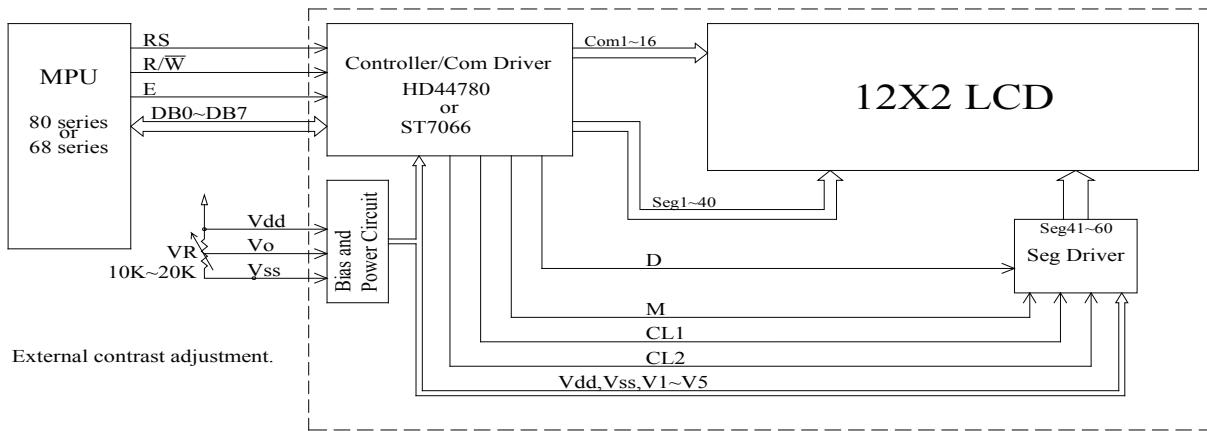 MPU
80 series
or
68 series
RS
R/W̅
E
DB0~DB7
Controller/Com Driver
HD44780
or
ST7066
Com1~16
12X2 LCD
Seg1~40
Seg41~60
Seg Driver
Vdd
Vo
Vss
VR
10K~20K
Bias and
Power Circuit
D
M
CL1
CL2
Vdd,Vss,V1~V5
External contrast adjustment.